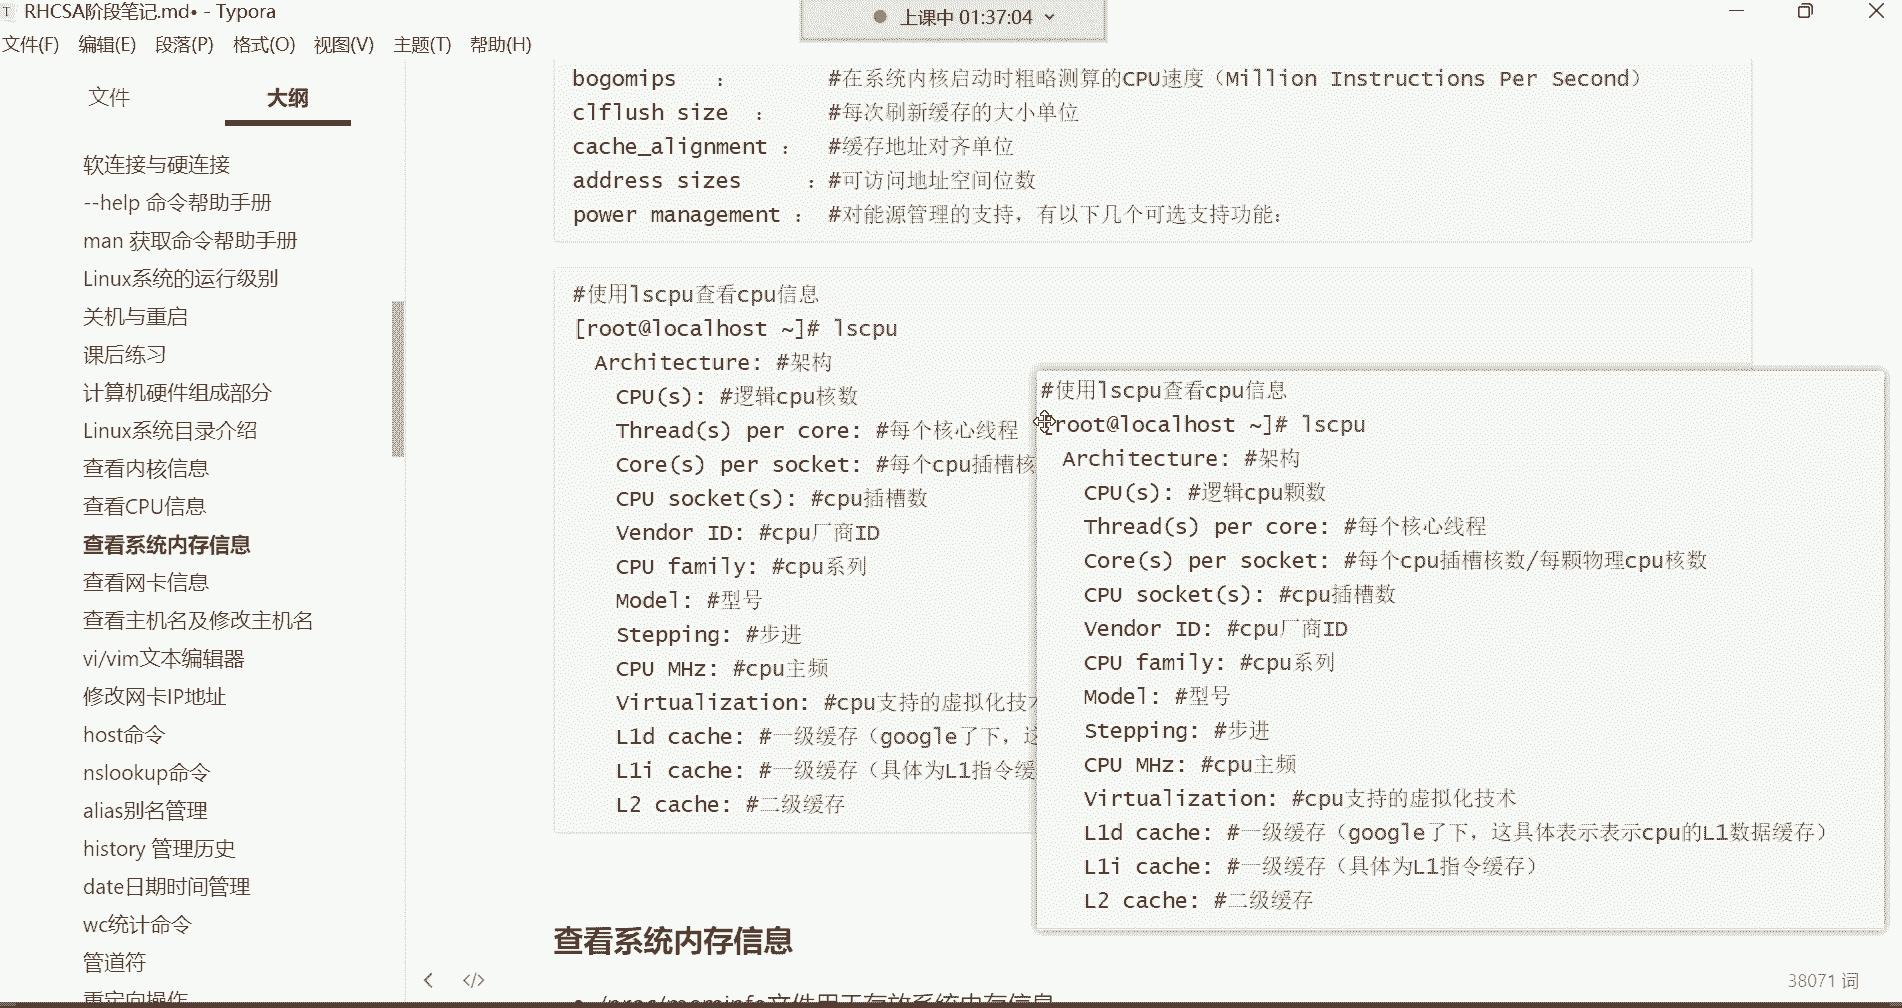 RHCSA阶段笔记.md• - Typora
上课中 01:37:04
文件(F) 编辑(E) 段落(P) 格式(O) 视图(V) 主题(T) 帮助(H)
文件 大纲
软连接与硬连接
--help 命令帮助手册
man 获取命令帮助手册
Linux系统的运行级别
关机与重启
课后练习
计算机硬件组成部分
Linux系统目录介绍
查看内核信息
查看CPU信息
查看系统内存信息
查看网卡信息
查看主机名及修改主机名
vi/vim文本编辑器
修改网卡IP地址
host命令
nslookup命令
alias别名管理
history 管理历史
date日期时间管理
wc统计命令
管道符
重定向操作
bogomips ： #在系统内核启动时粗略测算的CPU速度（Million Instructions Per Second）
clflush size ： #每次刷新缓存的大小单位
cache_alignment ： #缓存地址对齐单位
address sizes ：#可访问地址空间位数
power management ： #对能源管理的支持，有以下几个可选支持功能：
#使用lscpu查看cpu信息
[root@localhost ~]# lscpu
Architecture: #架构
CPU(s): #逻辑cpu核数
Thread(s) per core: #每个核心线程
Core(s) per socket: #每个cpu插槽核
CPU socket(s): #cpu插槽数
Vendor ID: #cpu厂商ID
CPU family: #cpu系列
Model: #型号
Stepping: #步进
CPU MHz: #cpu主频
Virtualization: #cpu支持的虚拟化技
L1d cache: #一级缓存（google了下，这
L1i cache: #一级缓存（具体为L1指令缓
L2 cache: #二级缓存
#使用lscpu查看cpu信息
[root@localhost ~]# lscpu
Architecture: #架构
CPU(s): #逻辑cpu颗数
Thread(s) per core: #每个核心线程
Core(s) per socket: #每个cpu插槽核数/每颗物理cpu核数
CPU socket(s): #cpu插槽数
Vendor ID: #cpu厂商ID
CPU family: #cpu系列
Model: #型号
Stepping: #步进
CPU MHz: #cpu主频
Virtualization: #cpu支持的虚拟化技术
L1d cache: #一级缓存（google了下，这具体表示表示cpu的L1数据缓存）
L1i cache: #一级缓存（具体为L1指令缓存）
L2 cache: #二级缓存
查看系统内存信息
/proc/meminfo文件用于存放系统内存信息
38071 词